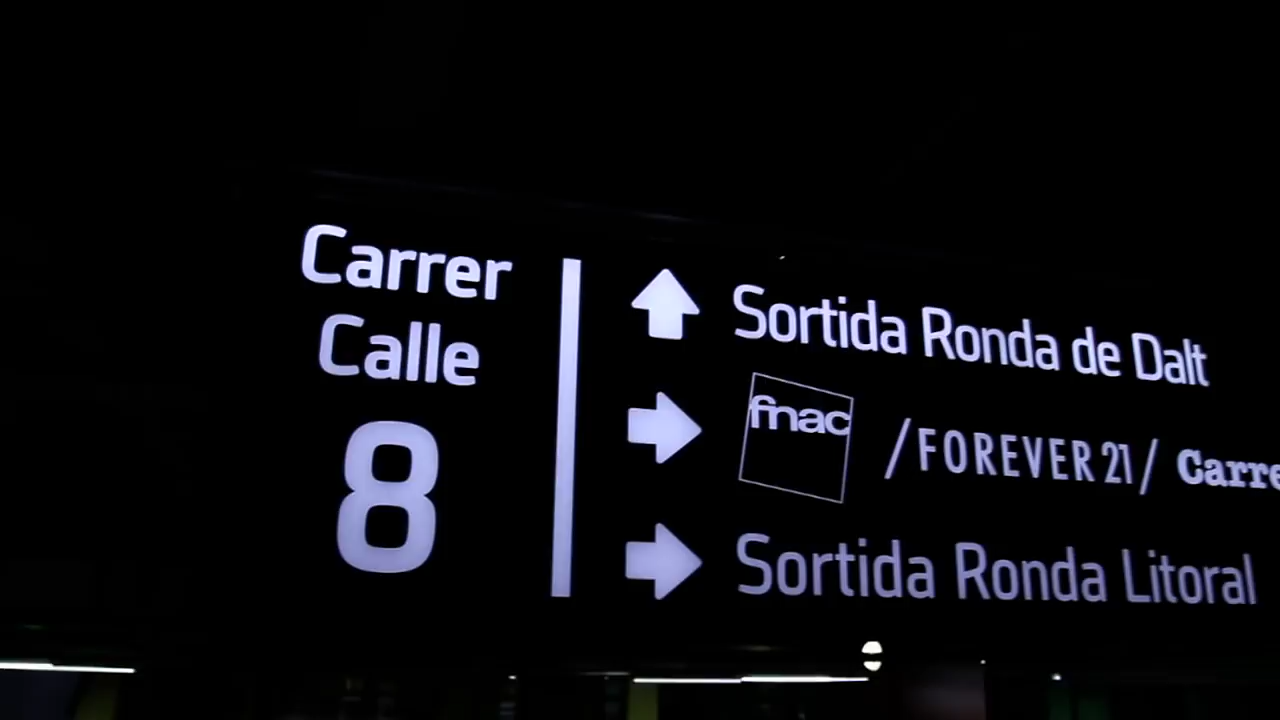 Carrer
Calle
8
Sortida Ronda de Dalt
fnac /FOREVER 21/
Sortida Ronda Litoral